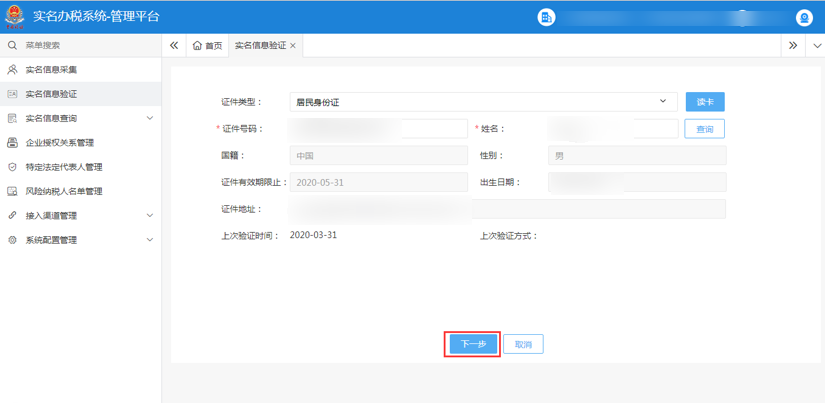 实名办税系统-管理平台
菜单搜索
首页
实名信息验证
实名信息采集
实名信息验证
实名信息查询
企业授权关系管理
特定法定代表人管理
风险纳税人名单管理
接入渠道管理
系统配置管理
证件类型： 居民身份证 读卡
* 证件号码： * 姓名： 查询
国籍： 中国 性别： 男
证件有效期限止： 2020-05-31 出生日期：
证件地址：
上次验证时间： 2020-03-31 上次验证方式：
下一步 取消